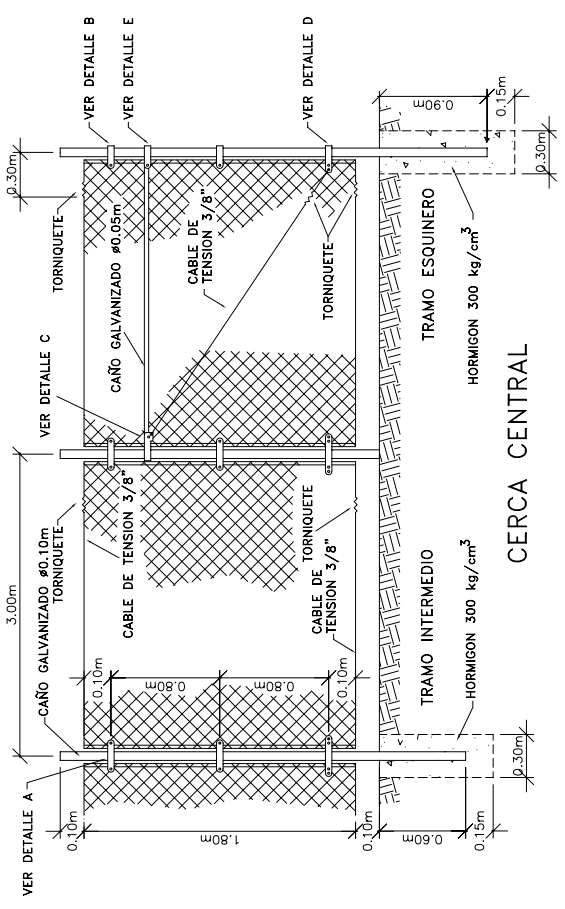 VER DETALLE A
VER DETALLE C
VER DETALLE B
VER DETALLE E
VER DETALLE D
3.00m
0.30m
CAÑO GALVANIZADO ø0.10m
TORNIQUETE
TORNIQUETE
CAÑO GALVANIZADO ø0.05m
CABLE DE
TENSION 3/8"
CABLE DE TENSION 3/8"
TORNIQUETE
TORNIQUETE
CABLE DE
TENSION 3/8"
0.10m
0.80m
0.80m
0.10m
0.10m
1.80m
0.10m
0.60m
0.15m
0.30m
0.90m
0.15m
0.30m
TRAMO INTERMEDIO
HORMIGON 300 kg/cm3
TRAMO ESQUINERO
HORMIGON 300 kg/cm3
CERCA CENTRAL